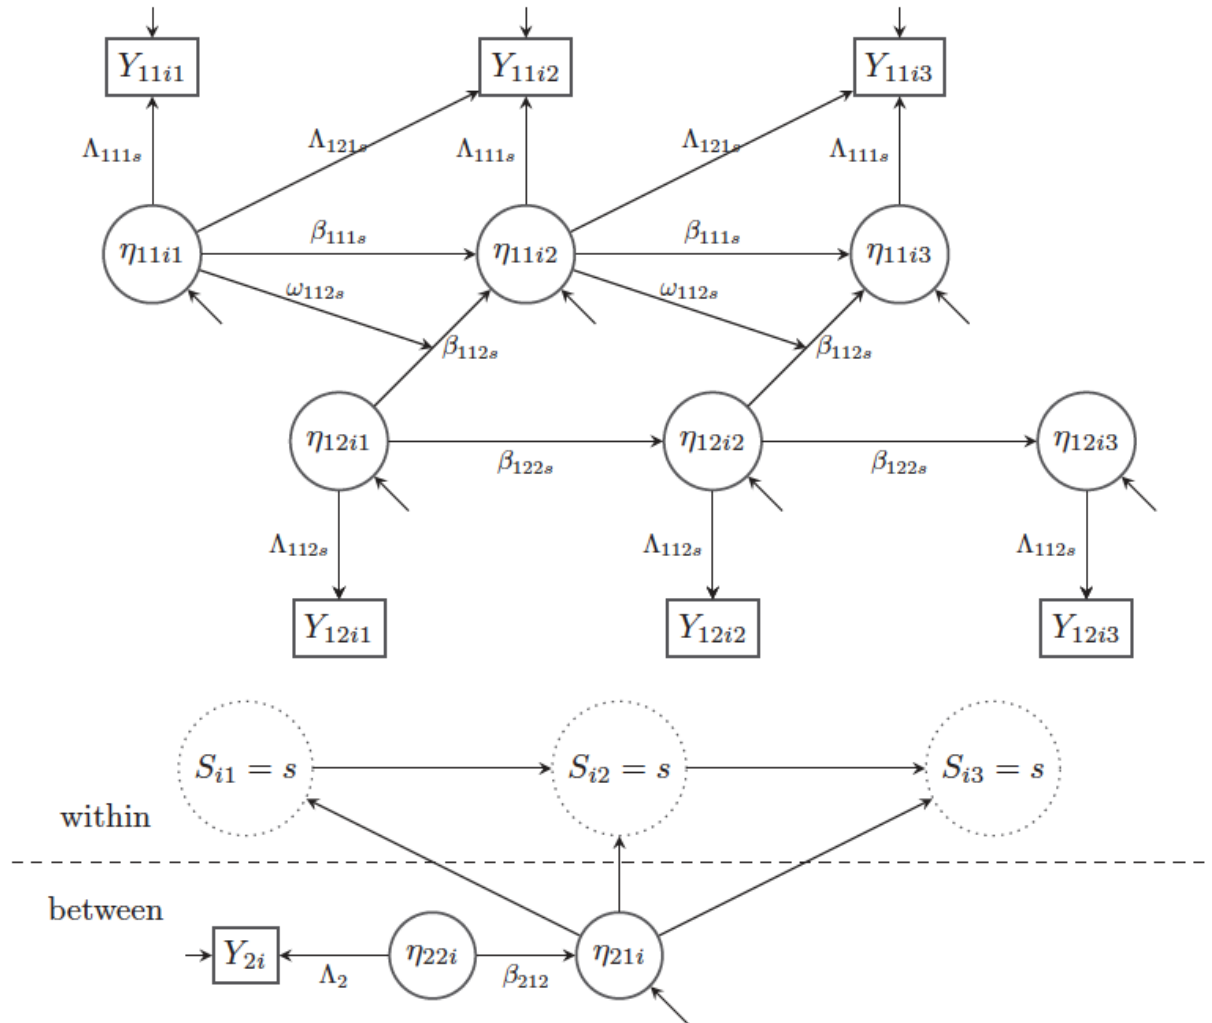 Y₁₁ᵢ₁ Y₁₁ᵢ₂ Y₁₁ᵢ₃
Λ₁₁₁ₛ Λ₁₂₁ₛ Λ₁₁₁ₛ Λ₁₂₁ₛ Λ₁₁₁ₛ
β₁₁₁ₛ β₁₁₁ₛ
η₁₁ᵢ₁ η₁₁ᵢ₂ η₁₁ᵢ₃
ω₁₁₂ₛ ω₁₁₂ₛ
β₁₁₂ₛ β₁₁₂ₛ
η₁₂ᵢ₁ η₁₂ᵢ₂ η₁₂ᵢ₃
β₁₂₂ₛ β₁₂₂ₛ
Λ₁₁₂ₛ Λ₁₁₂ₛ Λ₁₁₂ₛ
Y₁₂ᵢ₁ Y₁₂ᵢ₂ Y₁₂ᵢ₃
Sᵢ₁ = s Sᵢ₂ = s Sᵢ₃ = s
within
between
Y₂ᵢ η₂₂ᵢ η₂₁ᵢ
Λ₂ β₂₁₂